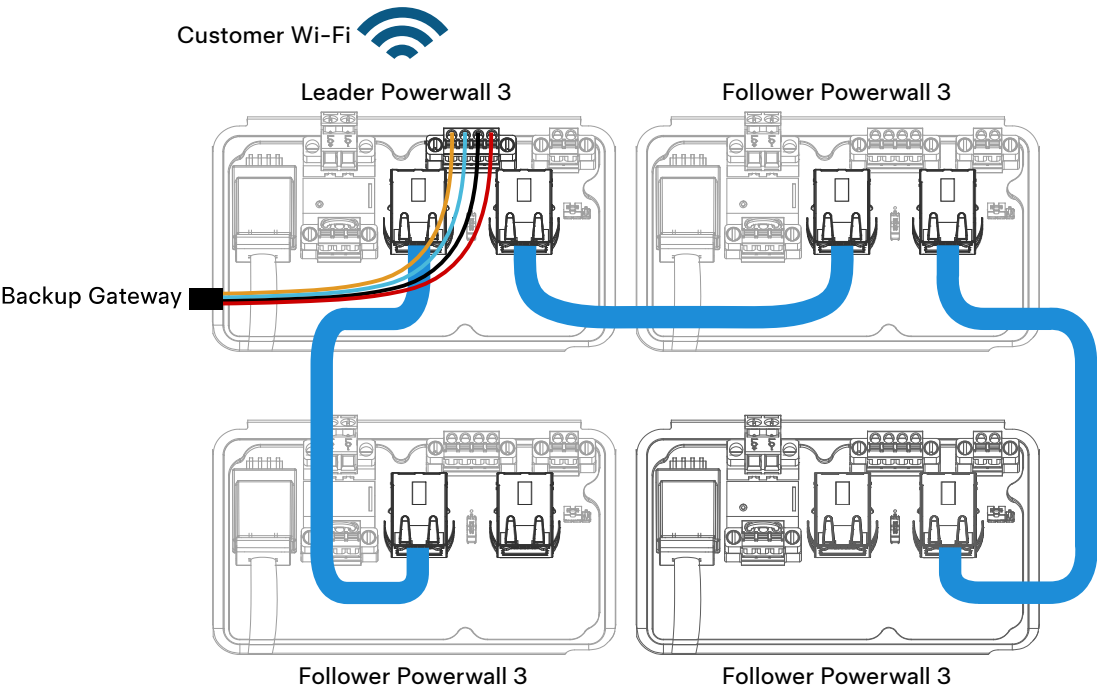 Customer Wi-Fi
Leader Powerwall 3
Follower Powerwall 3
Backup Gateway
Follower Powerwall 3
Follower Powerwall 3